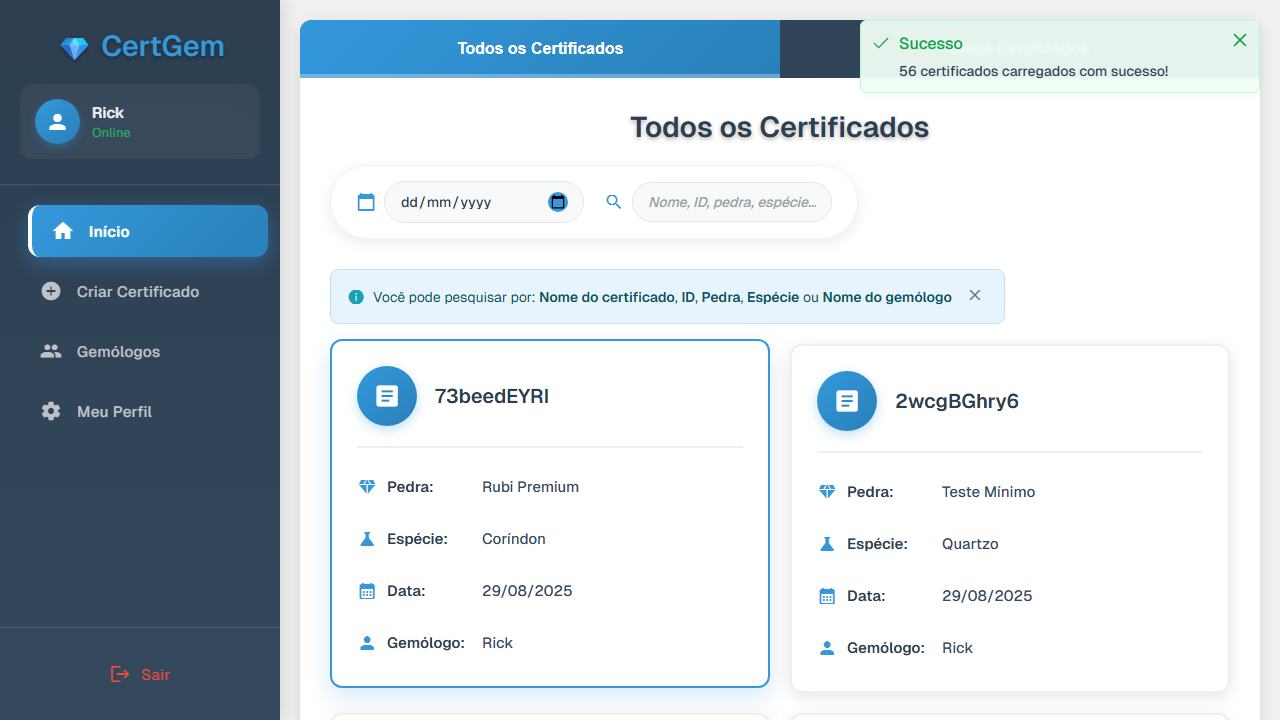 CertGem
Rick
Online
Início
Criar Certificado
Gemólogos
Meu Perfil
Sair
Todos os Certificados
Sucesso
56 certificados carregados com sucesso!
Todos os Certificados
dd/mm/yyyy
Nome, ID, pedra, espécie...
Você pode pesquisar por: Nome do certificado, ID, Pedra, Espécie ou Nome do gemólogo
73beedEYRI
Pedra: Rubi Premium
Espécie: Coríndon
Data: 29/08/2025
Gemólogo: Rick
2wcgBGhry6
Pedra: Teste Mínimo
Espécie: Quartzo
Data: 29/08/2025
Gemólogo: Rick